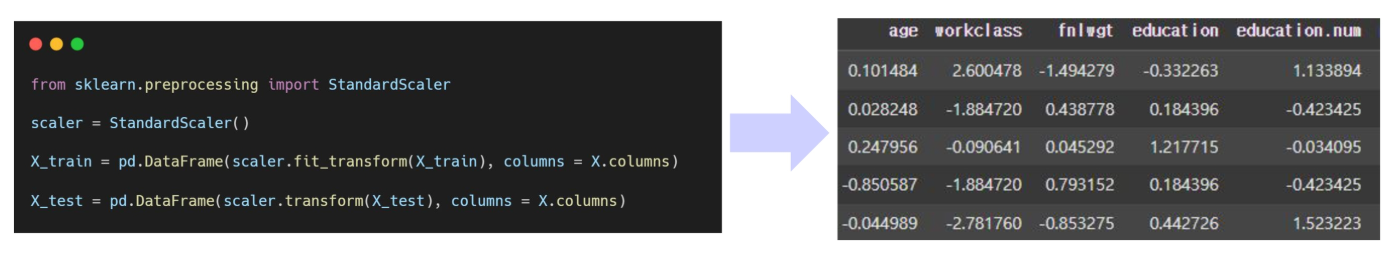 from sklearn.preprocessing import StandardScaler
scaler = StandardScaler()
X_train = pd.DataFrame(scaler.fit_transform(X_train), columns = X.columns)
X_test = pd.DataFrame(scaler.transform(X_test), columns = X.columns)
age workclass fnlwgt education education.num
0.101484 2.600478 -1.494279 -0.332263 1.133894
0.028248 -1.884720 0.438778 0.184396 -0.423425
0.247956 -0.090641 0.045292 1.217715 -0.034095
-0.850587 -1.884720 0.793152 0.184396 -0.423425
-0.044989 -2.781760 -0.853275 0.442726 1.523223